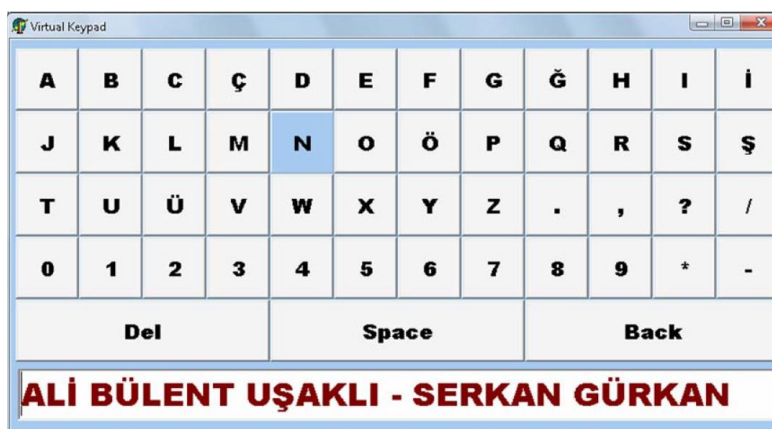 Virtual Keypad
A B C Ç D E F G Ğ H I İ
J K L M N O Ö P Q R S Ş
T U Ü V W X Y Z . , ? /
0 1 2 3 4 5 6 7 8 9 * -
Del Space Back
ALİ BÜLENT UŞAKLI - SERKAN GÜRKAN